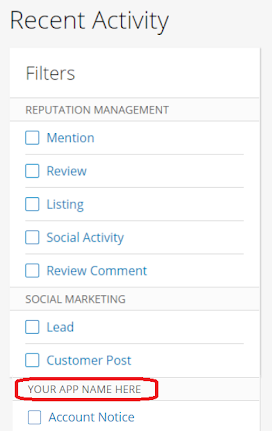 Recent Activity
Filters
REPUTATION MANAGEMENT
Mention
Review
Listing
Social Activity
Review Comment
SOCIAL MARKETING
Lead
Customer Post
YOUR APP NAME HERE
Account Notice